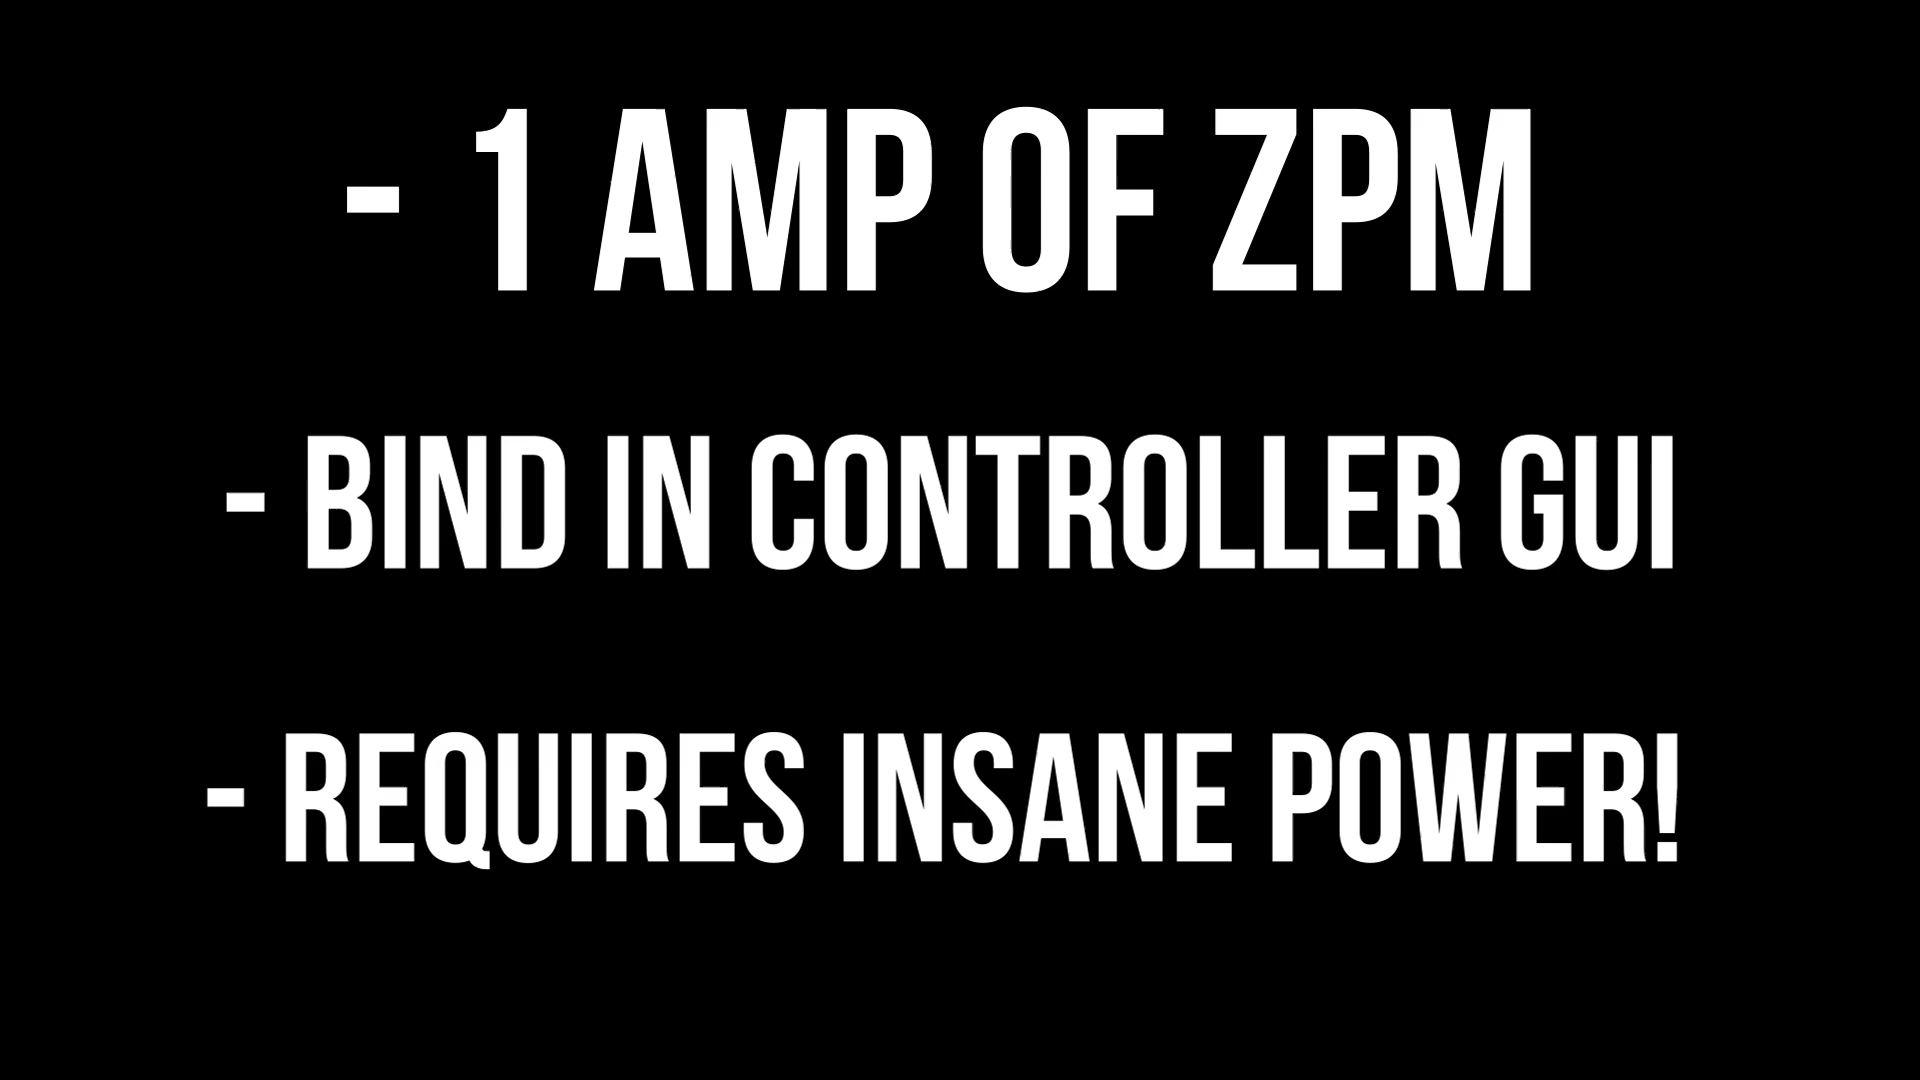 - 1 AMP OF ZPM
- BIND IN CONTROLLER GUI
- REQUIRES INSANE POWER!